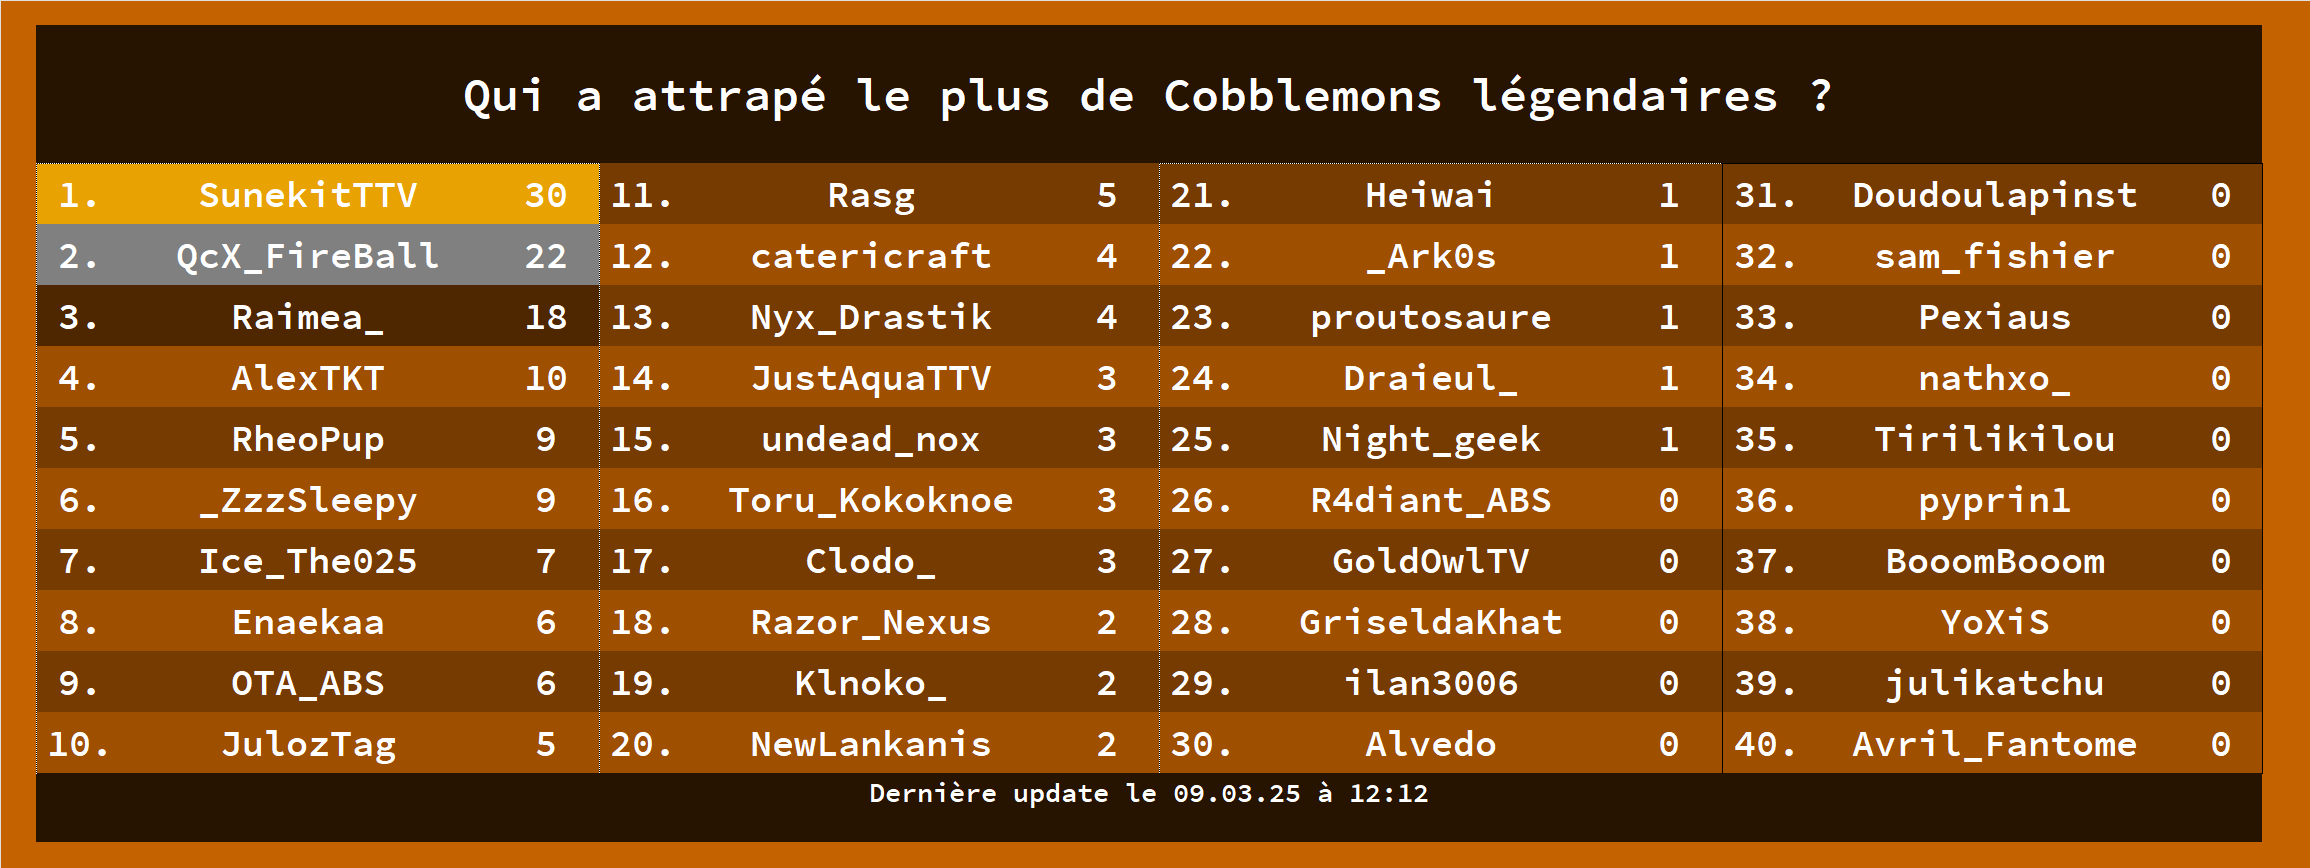 Qui a attrapé le plus de Cobblemons légendaires ?
1. SunekitTTV 30
2. QcX_FireBall 22
3. Raimea_ 18
4. AlexTKT 10
5. RheoPup 9
6. _ZzzSleepy 9
7. Ice_The025 7
8. Enaekaa 6
9. OTA_ABS 6
10. JulozTag 5
11. Rasg 5
12. catericraft 4
13. Nyx_Drastik 4
14. JustAquaTTV 3
15. undead_nox 3
16. Toru_Kokoknoe 3
17. Clodo_ 3
18. Razor_Nexus 2
19. Klnoko_ 2
20. NewLankanis 2
21. Heiwai 1
22. _Ark0s 1
23. proutosaure 1
24. Draieul_ 1
25. Night_geek 1
26. R4diant_ABS 0
27. GoldOwlTV 0
28. GriseldaKhat 0
29. ilan3006 0
30. Alvedo 0
31. Doudoulapinst 0
32. sam_fishier 0
33. Pexiaus 0
34. nathxo_ 0
35. Tirilikilou 0
36. pyprin1 0
37. BooomBooom 0
38. YoXiS 0
39. julikatchu 0
40. Avril_Fantome 0
Dernière update le 09.03.25 à 12:12